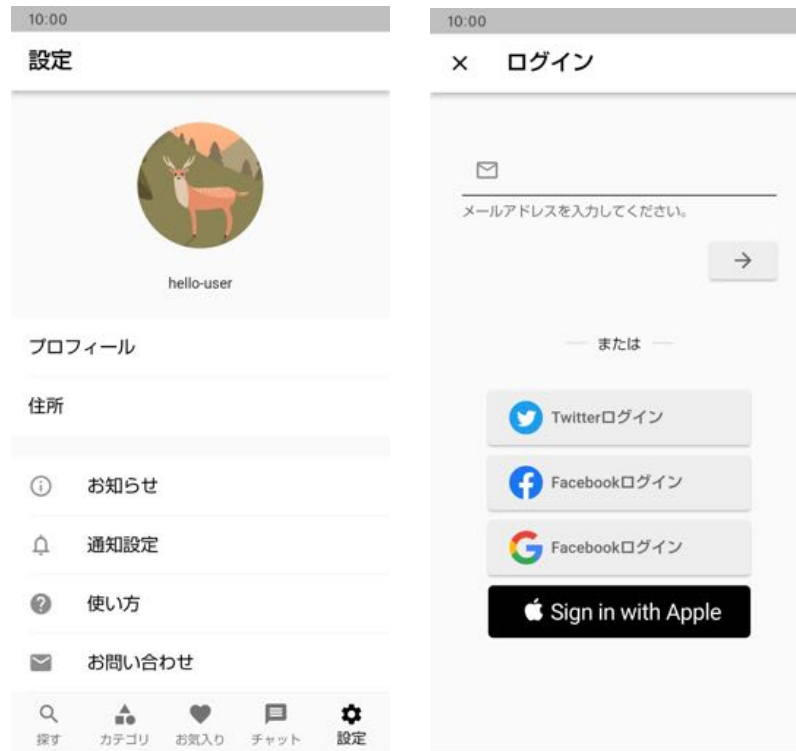 10:00
設定
hello-user
プロフィール
住所
お知らせ
通知設定
使い方
お問い合わせ
探す
カテゴリ
お気入り
チャット
設定
10:00
ログイン
メールアドレスを入力してください。
または
Twitterログイン
Facebookログイン
Facebookログイン
Sign in with Apple